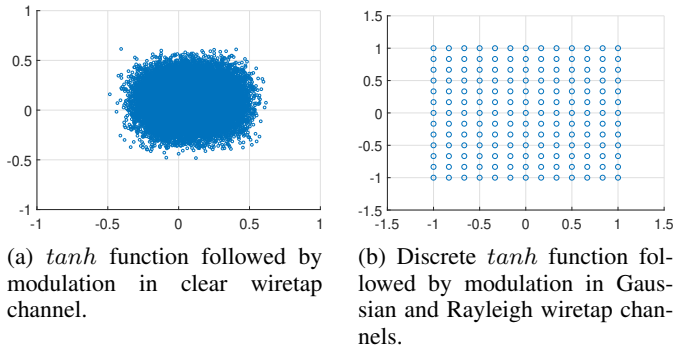 1
0.5
0
-0.5
-1
-1 -0.5 0 0.5 1
1.5
1
0.5
0
-0.5
-1
-1.5
-1.5 -1 -0.5 0 0.5 1 1.5
(a) tanh function followed by
modulation in clear wiretap
channel.
(b) Discrete tanh function fol-
lowed by modulation in Gaus-
sian and Rayleigh wiretap chan-
nels.